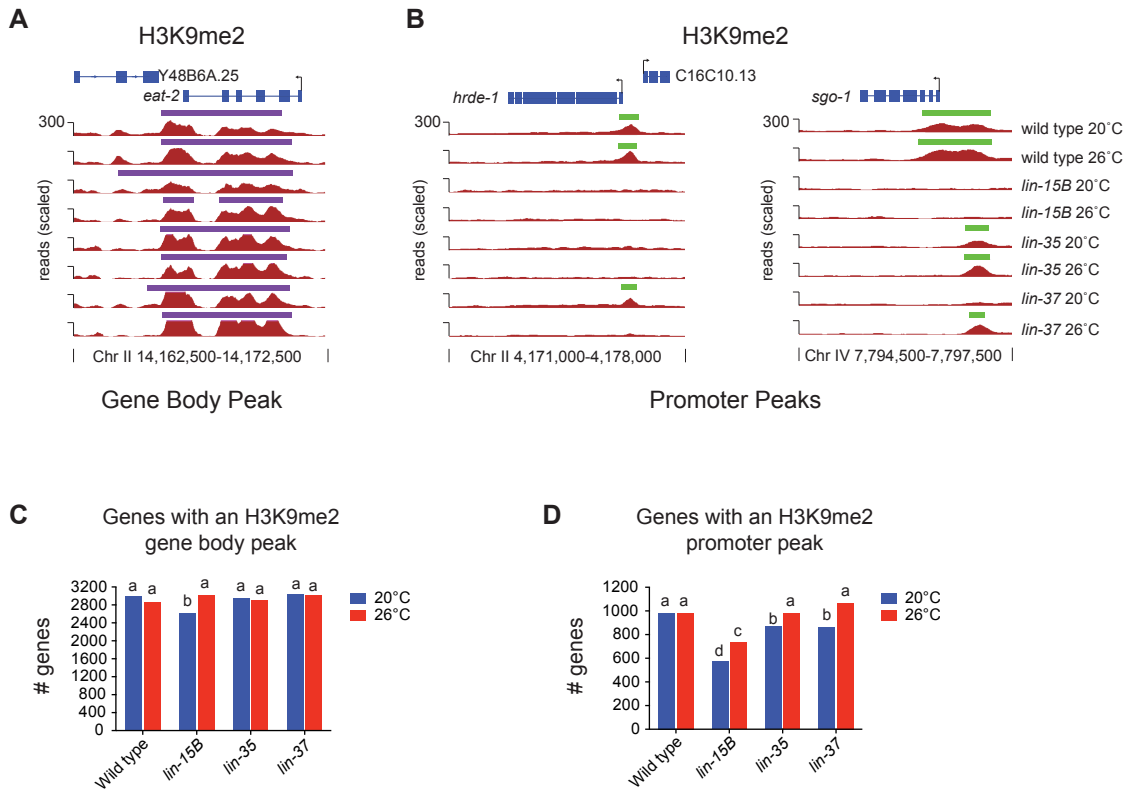 A
H3K9me2
Y48B6A.25
eat-2
300
reads (scaled)
Chr II 14,162,500-14,172,500
Gene Body Peak
B
H3K9me2
C16C10.13
hrde-1
sgo-1
300
300
reads (scaled)
reads (scaled)
wild type 20˚C
wild type 26˚C
lin-15B 20˚C
lin-15B 26˚C
lin-35 20˚C
lin-35 26˚C
lin-37 20˚C
lin-37 26˚C
Chr II 4,171,000-4,178,000
Chr IV 7,794,500-7,797,500
Promoter Peaks
C
Genes with an H3K9me2
gene body peak
# genes
3200
2800
2400
2000
1600
1200
800
400
0
a a b a a a a a
20°C
26°C
Wild type
lin-15B
lin-35
lin-37
D
Genes with an H3K9me2
promoter peak
# genes
1200
1000
800
600
400
200
0
a a d c b a b a
20°C
26°C
Wild type
lin-15B
lin-35
lin-37